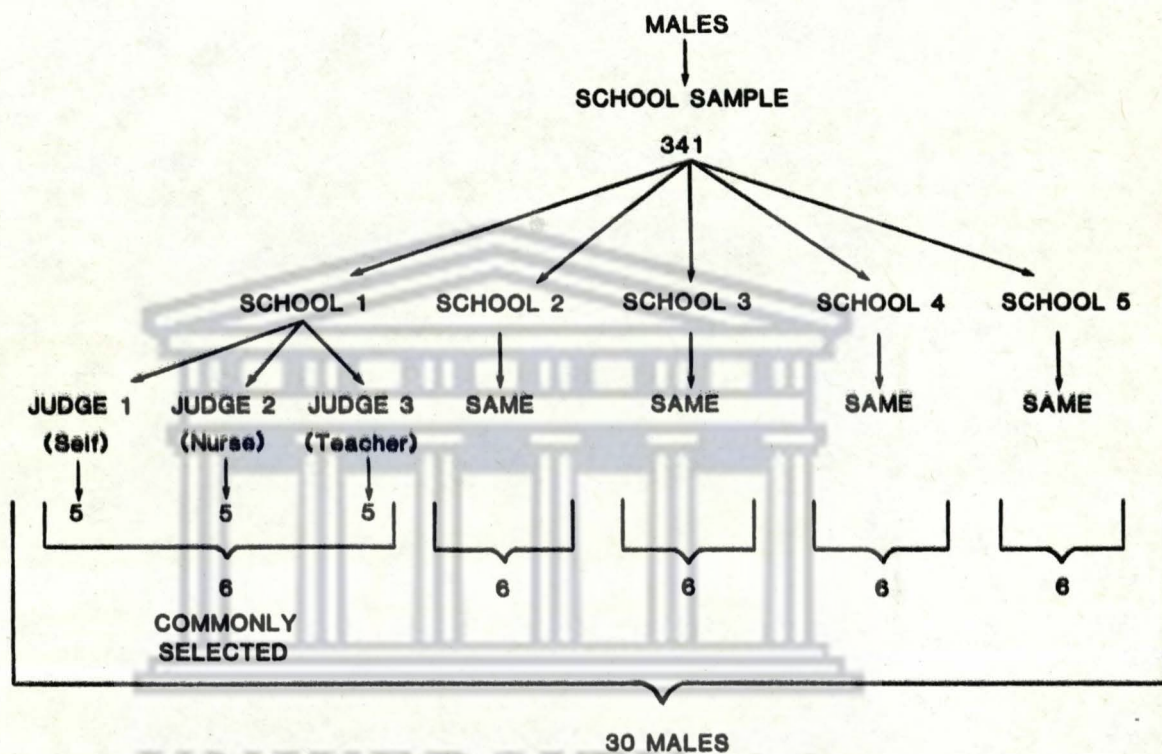 MALES
SCHOOL SAMPLE
341
SCHOOL 1 SCHOOL 2 SCHOOL 3 SCHOOL 4 SCHOOL 5
JUDGE 1 JUDGE 2 JUDGE 3 SAME SAME SAME SAME
(Self) (Nurse) (Teacher)
5 5 5
6 6 6 6 6
COMMONLY
SELECTED
30 MALES